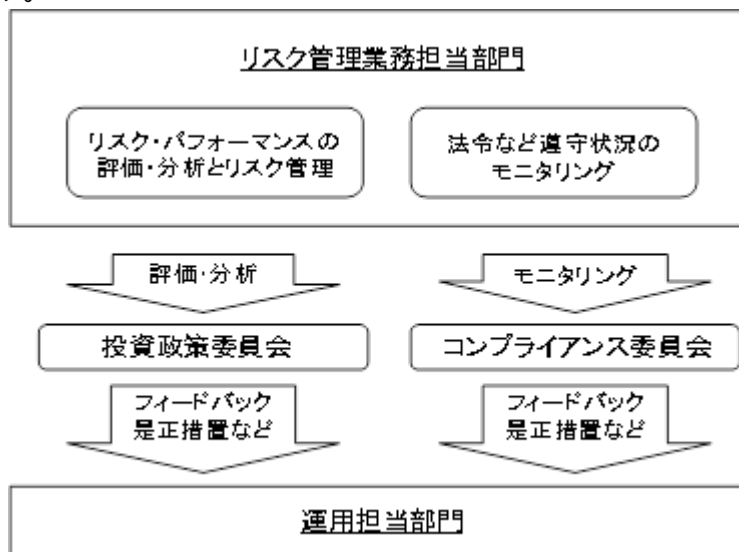 リスク管理業務担当部門
リスク・パフォーマンスの
評価・分析とリスク管理
法令など遵守状況の
モニタリング
評価・分析
モニタリング
投資政策委員会
コンプライアンス委員会
フィードバック
是正措置など
フィードバック
是正措置など
運用担当部門